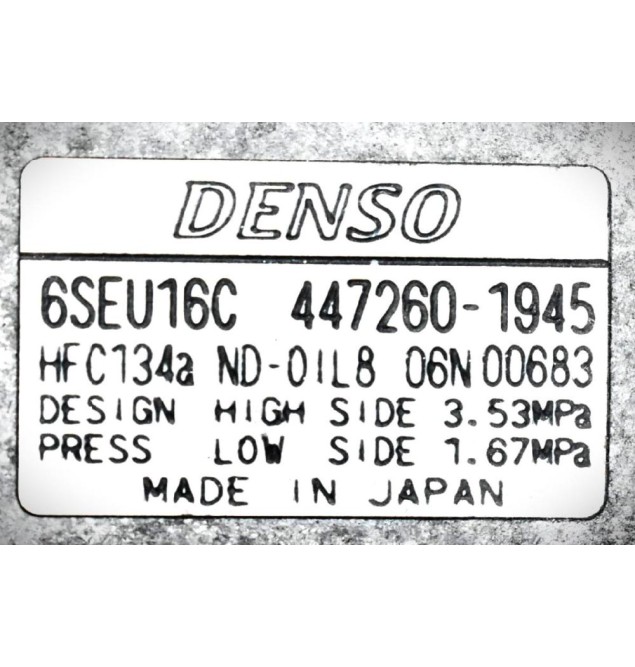 DENSO
6SEU16C 447260-1945
HFC134a ND-OIL8 06N00683
DESIGN HIGH SIDE 3.53MPa
PRESS LOW SIDE 1.67MPa
MADE IN JAPAN